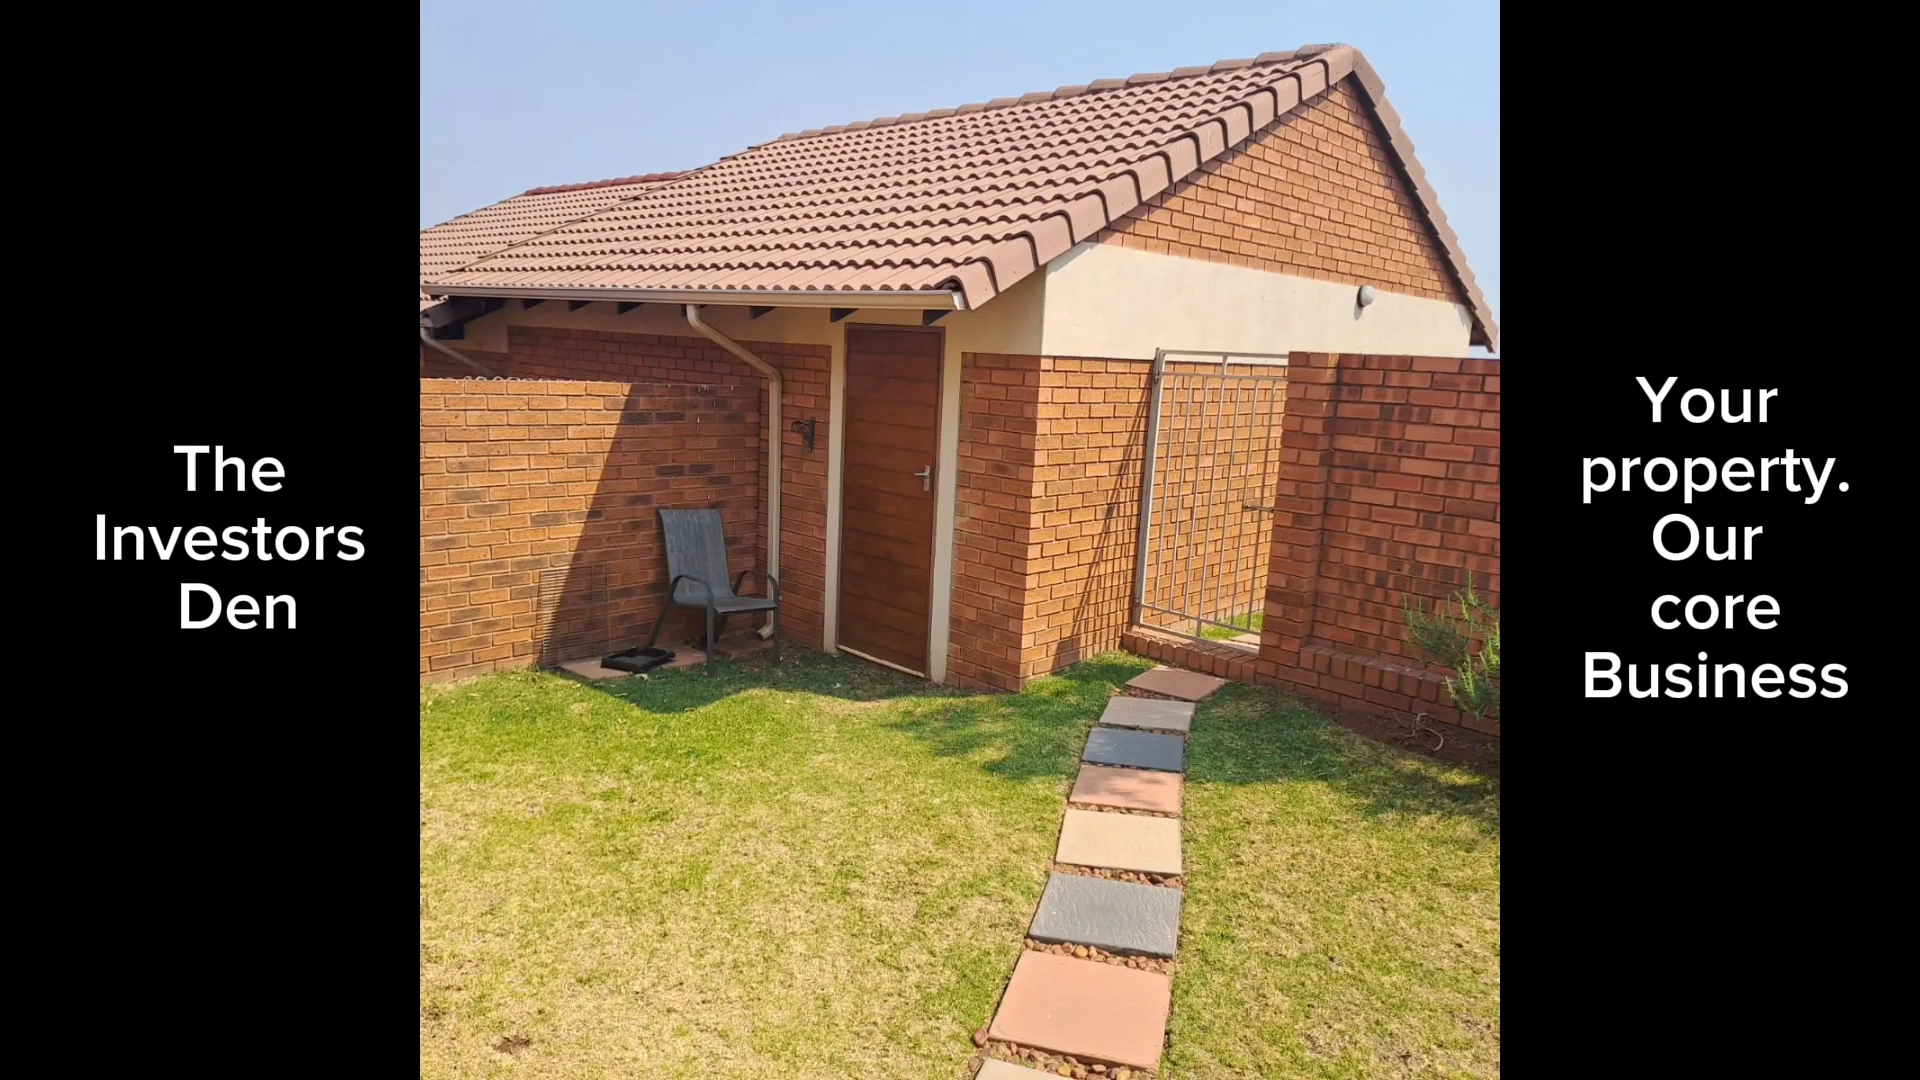 The
Investors
Den
Your
property.
Our
core
Business